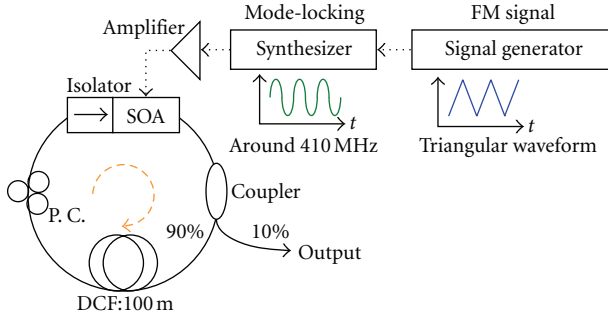 Mode-locking
FM signal
Amplifier
Synthesizer
Signal generator
Isolator
SOA
t
t
Around 410 MHz
Triangular waveform
Coupler
P. C.
90%
10%
Output
DCF:100 m